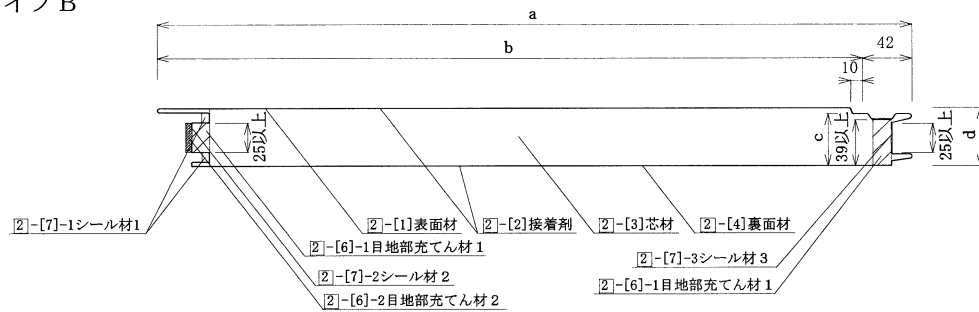 イプB
a
b
42
10
25以上
c
39以上
25以上
d
2-[7]-1シール材1
2-[1]表面材
2-[2]接着剤
2-[3]芯材
2-[4]裏面材
2-[6]-1目地部充てん材1
2-[7]-3シール材3
2-[7]-2シール材2
2-[6]-1目地部充てん材1
2-[6]-2目地部充てん材2